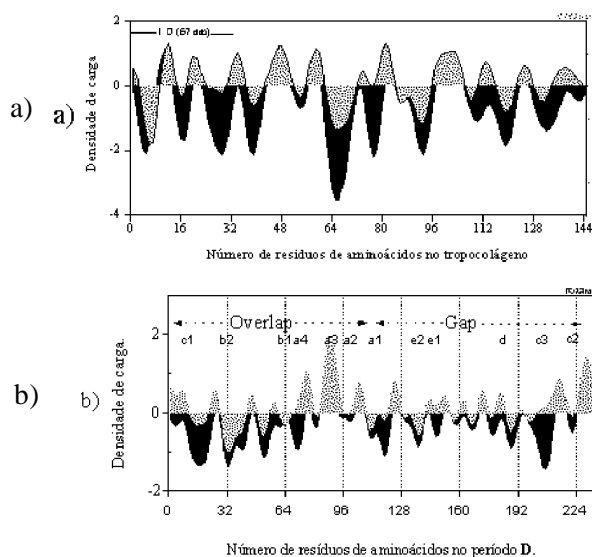 a)
a)
Densidade de carga
2
0
-2
-4
0 16 32 48 64 80 96 112 128 144
Número de resíduos de aminoácidos no tropocolágeno
b)
b)
Densidade de carga.
2
0
-2
Overlap Gap
c1 b2 b1 a4 a3 a2 a1 e2 e1 d c3 c2
0 32 64 96 128 160 192 224
Número de resíduos de aminoácidos no período D.